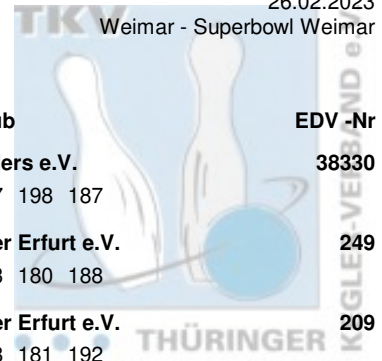 26.02.2023
TKV
Weimar - Superbowl Weimar
ub EDV -Nr
ers e.V. 38330
7 198 187
er Erfurt e.V. 249
3 180 188
er Erfurt e.V. 209
3 181 192
THÜRINGER
KEGLER-VERBAND e.V.